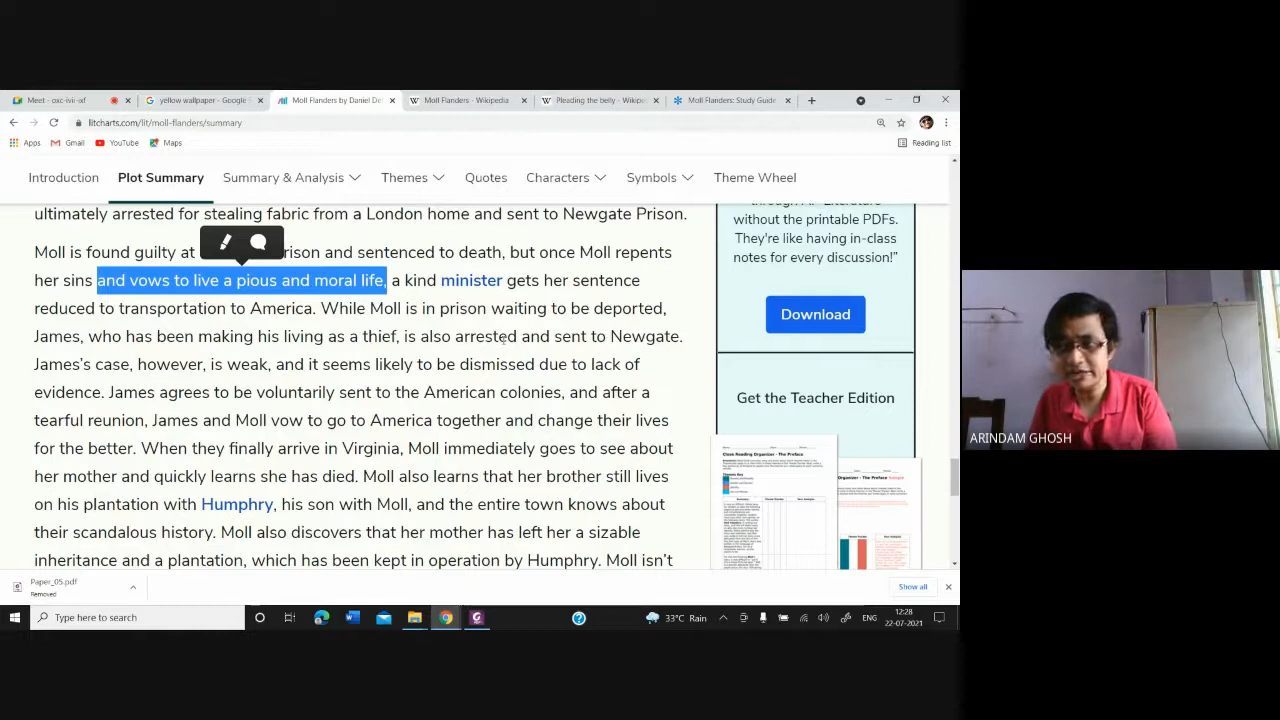 Meet - oxc-ivii-ixf
yellow wallpaper - Google S
Moll Flanders by Daniel De
Moll Flanders - Wikipedia
Pleading the belly - Wikipe
Moll Flanders: Study Guide
litcharts.com/lit/moll-flanders/summary
Apps Gmail YouTube Maps Reading list
Introduction Plot Summary Summary & Analysis Themes Quotes Characters Symbols Theme Wheel
ultimately arrested for stealing fabric from a London home and sent to Newgate Prison.
Moll is found guilty at rison and sentenced to death, but once Moll repents
her sins and vows to live a pious and moral life, a kind minister gets her sentence
reduced to transportation to America. While Moll is in prison waiting to be deported,
James, who has been making his living as a thief, is also arrested and sent to Newgate.
James's case, however, is weak, and it seems likely to be dismissed due to lack of
evidence. James agrees to be voluntarily sent to the American colonies, and after a
tearful reunion, James and Moll vow to go to America together and change their lives
for the better. When they finally arrive in Virginia, Moll immediately goes to see about
her mother and quickly learns she has died. Moll also learns that her brother still lives
on his plantation with Humphry, his son with Moll, and the entire town knows about
their scandalous history. Moll also discovers that her mother has left her a sizable
inheritance and a plantation, which has been kept in operation by Humphry. Moll isn't
through AP Literature
without the printable PDFs.
They're like having in-class
notes for every discussion!"
Download
Get the Teacher Edition
Close Reading Organizer - The Preface
Organizer - The Preface
ARINDAM GHOSH
Paper_05.pdf
Removed
Show all
Type here to search
33°C Rain
ENG
12:28
22-07-2021